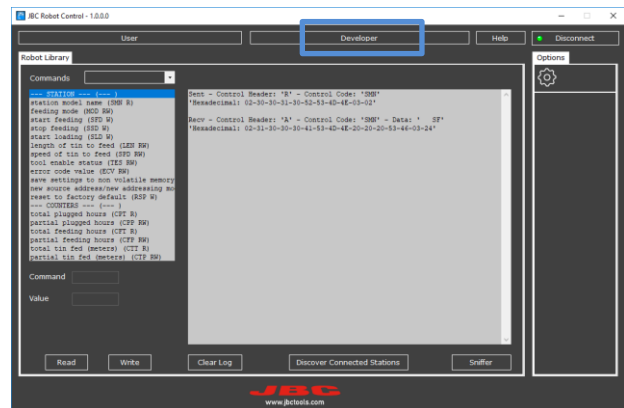 JBC Robot Control - 1.0.0.0
User
Developer
Help
Disconnect
Robot Library
Options
Commands
--- STATION --- (--- )
station model name (SMN R)
feeding mode (MOD RW)
start feeding (SFD W)
stop feeding (SSD W)
start loading (SLD W)
length of tin to feed (LEN RW)
speed of tin to feed (SPD RW)
tool enable status (TES RW)
error code value (ECV RW)
save settings to non volatile memory
new source address/new addressing mo
reset to factory default (RSP W)
--- COUNTERS --- (--- )
total plugged hours (CPT R)
partial plugged hours (CPP RW)
total feeding hours (CFT R)
partial feeding hours (CFP RW)
total tin fed (meters) (CTT R)
partial tin fed (meters) (CTP RW)
Sent - Control Header: 'R' - Control Code: 'SMN'
'Hexadecimal: 02-30-30-31-30-52-53-4D-4E-03-02'
Recv - Control Header: 'A' - Control Code: 'SMN' - Data: '   SF'
'Hexadecimal: 02-31-30-30-30-41-53-4D-4E-20-20-20-53-46-03-24'
Command
Value
Read
Write
Clear Log
Discover Connected Stations
Sniffer
JBC
www.jbctools.com